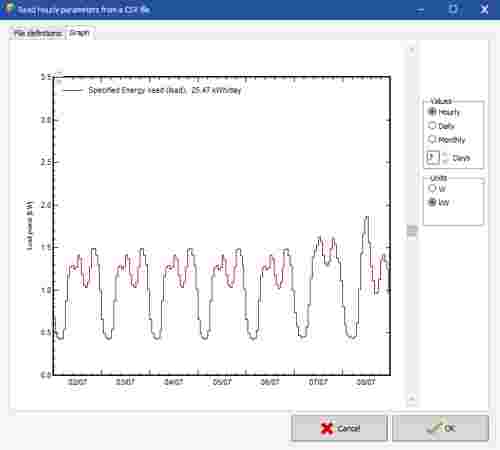 Read hourly parameters from a CSV file
File definitions
Graph
3.5
Specified Energy need (load), 25.47 kWh/day
3.0
2.5
2.0
1.5
1.0
0.5
0.0
Load power [kW]
02/07 03/07 04/07 05/07 06/07 07/07 08/07
Values
Hourly
Daily
Monthly
7 Days
Units
W
kW
Cancel
OK